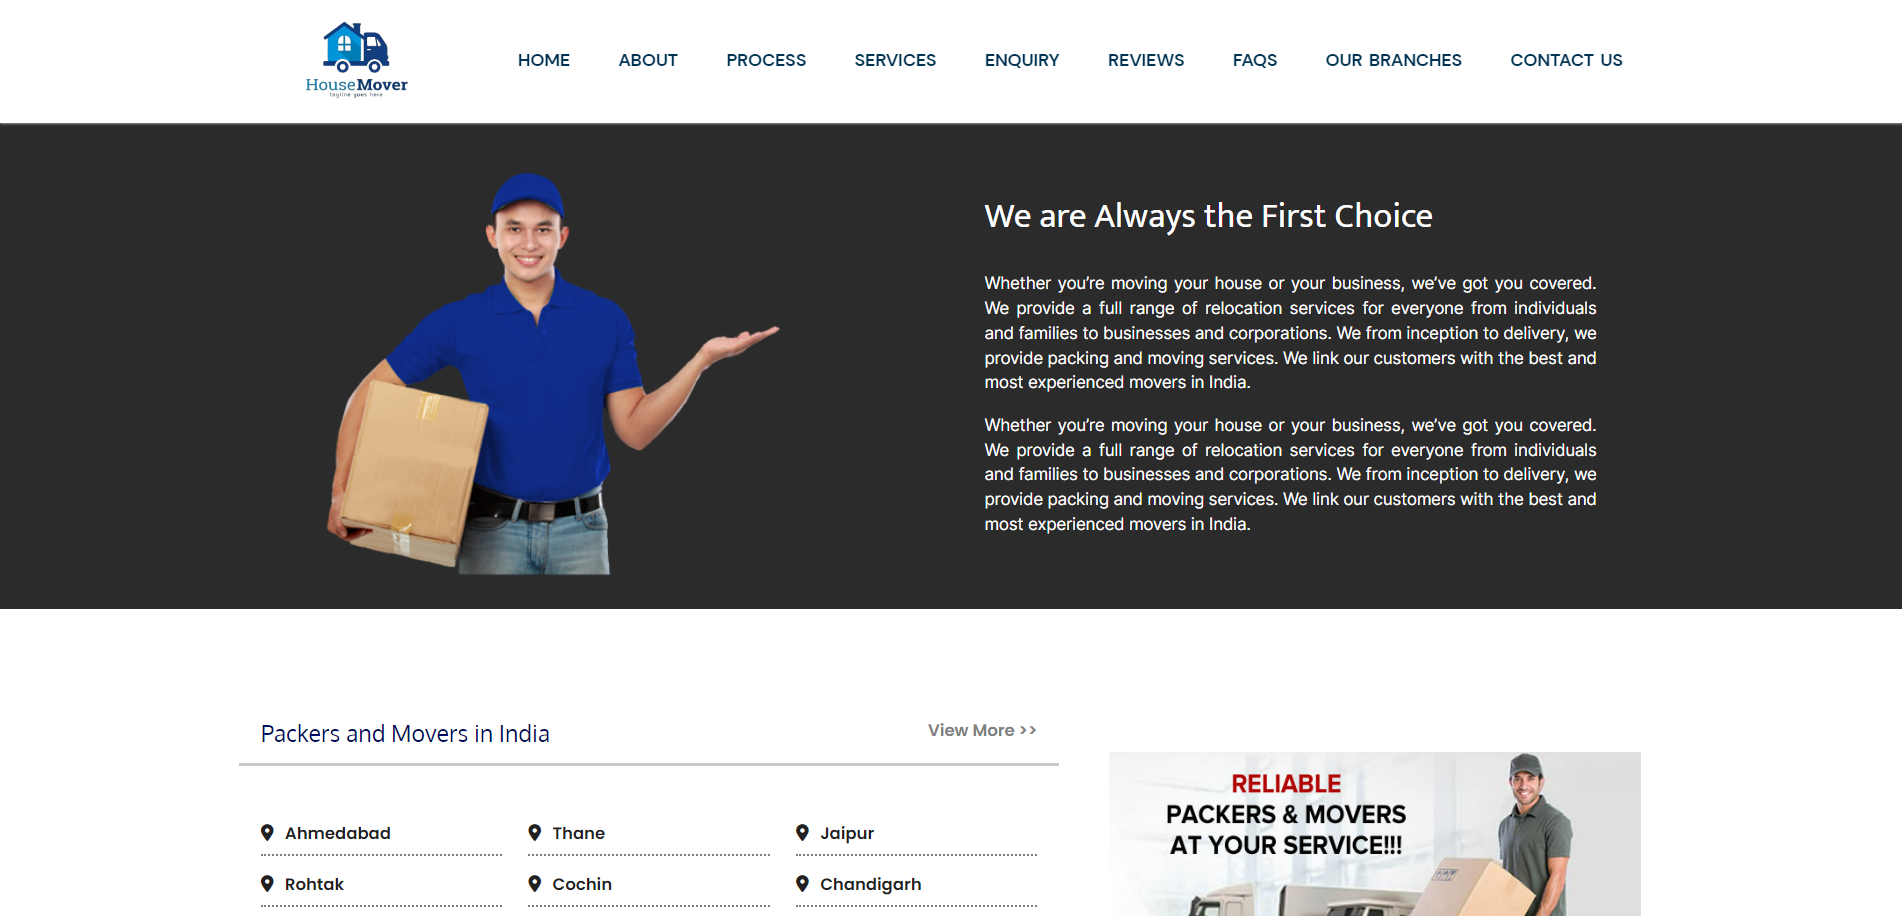 HouseMover
tagline goes here
HOME ABOUT PROCESS SERVICES ENQUIRY REVIEWS FAQS OUR BRANCHES CONTACT US
We are Always the First Choice
Whether you’re moving your house or your business, we’ve got you covered.
We provide a full range of relocation services for everyone from individuals
and families to businesses and corporations. We from inception to delivery, we
provide packing and moving services. We link our customers with the best and
most experienced movers in India.
Whether you’re moving your house or your business, we’ve got you covered.
We provide a full range of relocation services for everyone from individuals
and families to businesses and corporations. We from inception to delivery, we
provide packing and moving services. We link our customers with the best and
most experienced movers in India.
Packers and Movers in India
View More >>
Ahmedabad Thane Jaipur
Rohtak Cochin Chandigarh
RELIABLE
PACKERS & MOVERS
AT YOUR SERVICE!!!